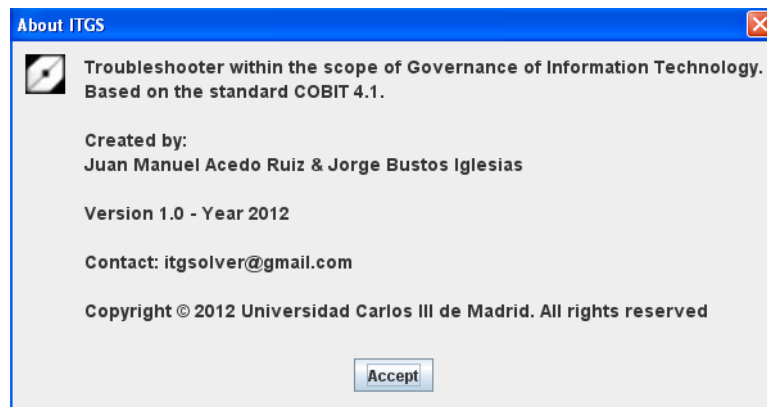 About ITGS
Troubleshooter within the scope of Governance of Information Technology.
Based on the standard COBIT 4.1.
Created by:
Juan Manuel Acedo Ruiz & Jorge Bustos Iglesias
Version 1.0 - Year 2012
Contact: itgsolver@gmail.com
Copyright © 2012 Universidad Carlos III de Madrid. All rights reserved
Accept